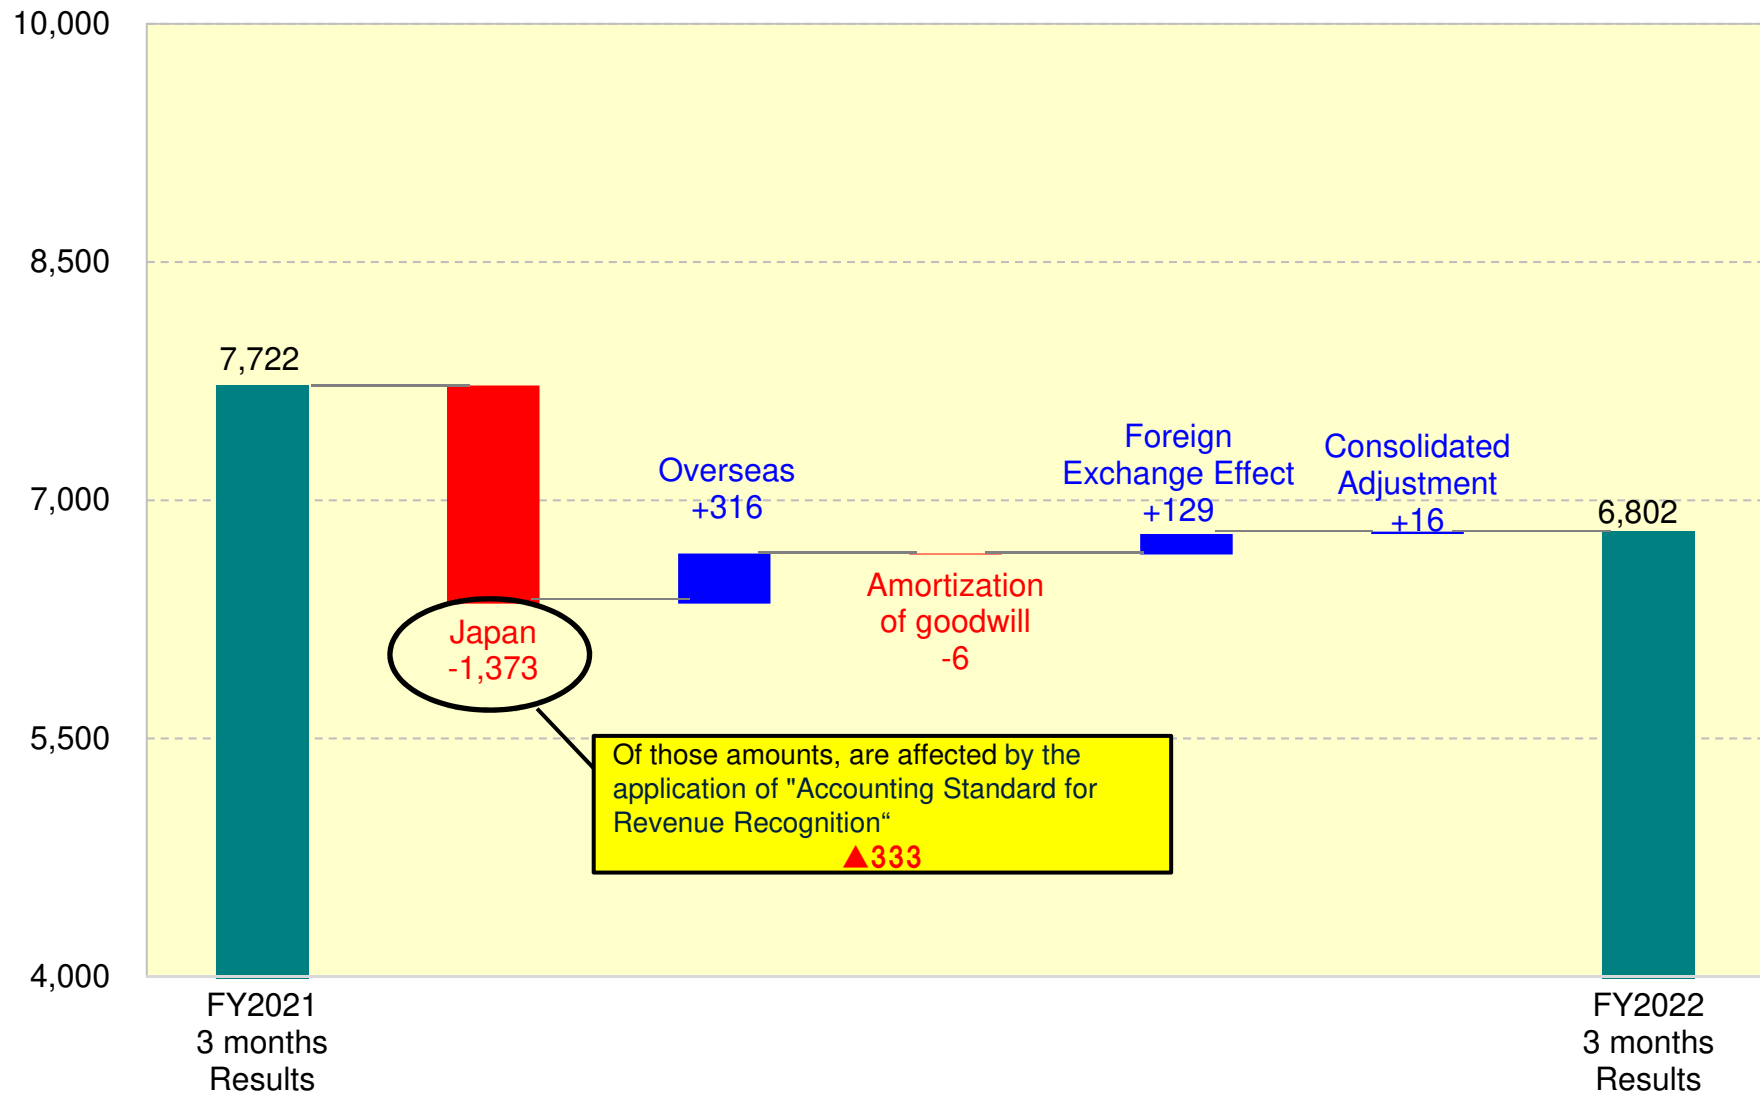 10,000
8,500
7,000
5,500
4,000
7,722
Japan
-1,373
Overseas
+316
Amortization
of goodwill
-6
Foreign
Exchange Effect
+129
Consolidated
Adjustment
+16
6,802
Of those amounts, are affected by the
application of "Accounting Standard for
Revenue Recognition“
▲333
FY2021
3 months
Results
FY2022
3 months
Results